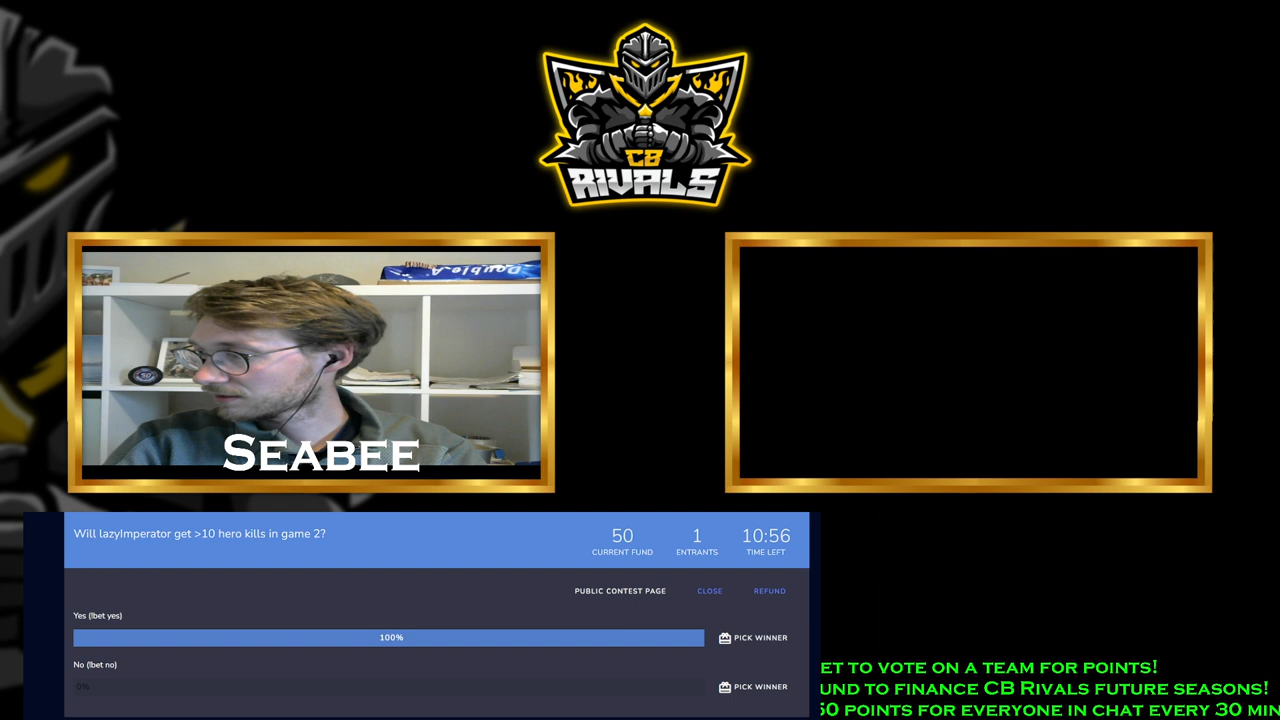 CB
RIVALS
Double A
SEABEE
Will lazyImperator get >10 hero kills in game 2?
50
CURRENT FUND
1
ENTRANTS
10:56
TIME LEFT
PUBLIC CONTEST PAGE
CLOSE
REFUND
Yes (!bet yes)
100%
PICK WINNER
No (!bet no)
0%
PICK WINNER
ET TO VOTE ON A TEAM FOR POINTS!
UND TO FINANCE CB RIVALS FUTURE SEASONS!
50 POINTS FOR EVERYONE IN CHAT EVERY 30 MIN